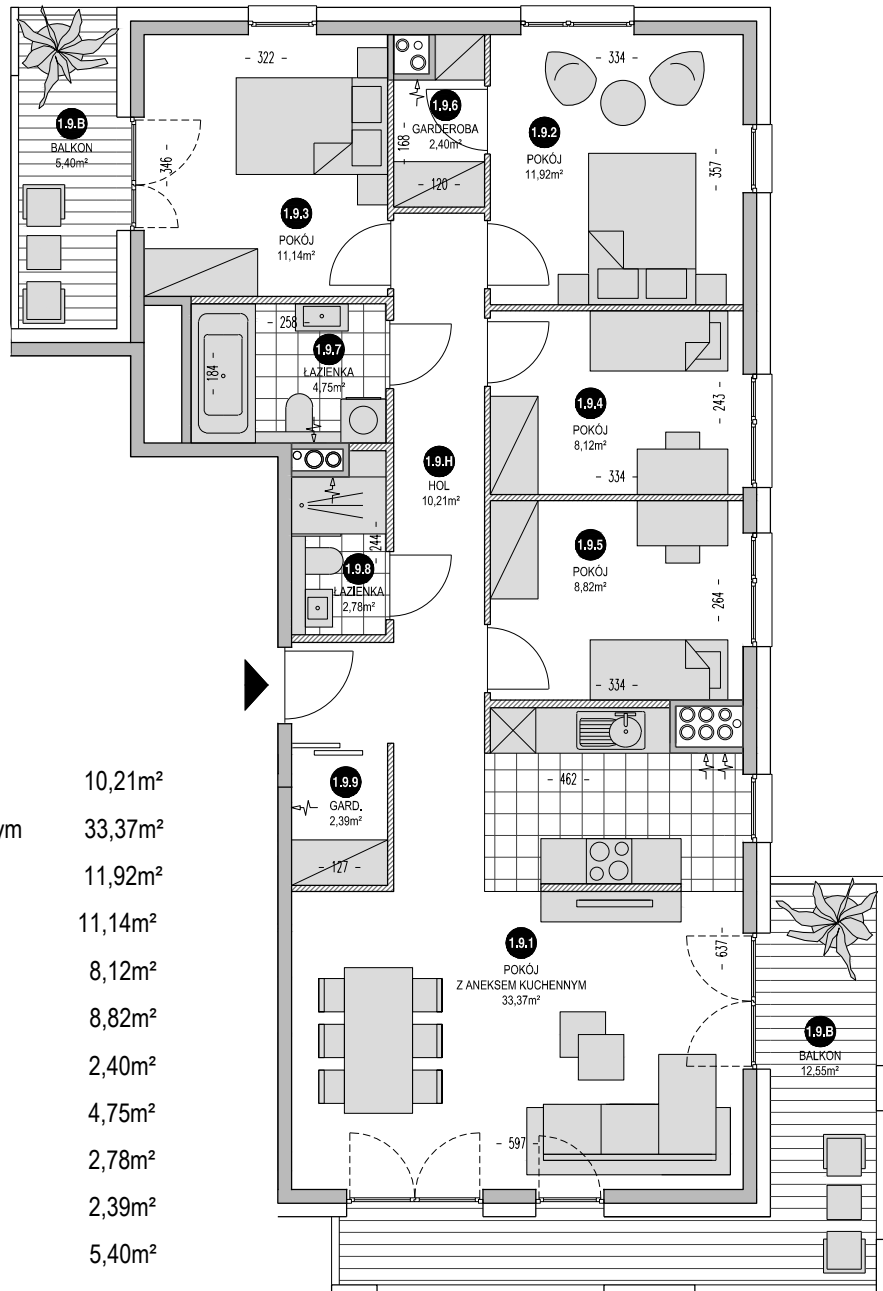 322
334
1.9.6
GARDEROBA
2,40m²
168
120
1.9.B
BALKON
5,40m²
346
1.9.2
POKÓJ
11,92m²
357
1.9.3
POKÓJ
11,14m²
258
1.9.7
ŁAZIENKA
4,75m²
184
1.9.4
POKÓJ
8,12m²
243
334
1.9.H
HOL
10,21m²
244
1.9.8
ŁAZIENKA
2,78m²
1.9.5
POKÓJ
8,82m²
264
334
462
1.9.9
GARD.
2,39m²
127
1.9.1
POKÓJ
Z ANEKSEM KUCHENNYM
33,37m²
637
597
1.9.B
BALKON
12,55m²
10,21m²
ym 33,37m²
11,92m²
11,14m²
8,12m²
8,82m²
2,40m²
4,75m²
2,78m²
2,39m²
5,40m²